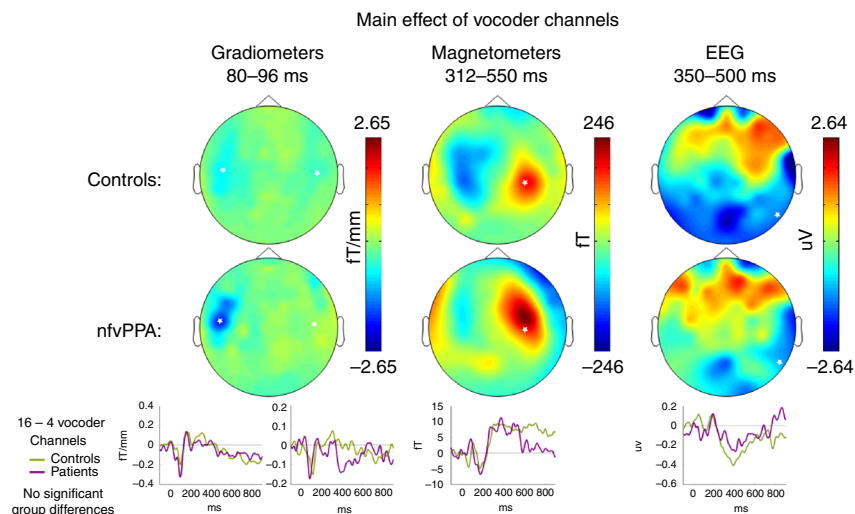 Main effect of vocoder channels
Gradiometers Magnetometers EEG
80–96 ms 312–550 ms 350–500 ms
2.65 246 2.64
Controls:
fT/mm fT uV
nfvPPA:
−2.65 −246 −2.64
16 – 4 vocoder
Channels
Controls
Patients
No significant
group differences
fT/mm
0.4
0.2
0
−0.2
−0.4
0 200 400 600 800
ms
0.2
0.1
0
−0.1
−0.2
0 200 400 600 800
fT
15
10
5
0
−5
−10
0 200 400 600 800
ms
uv
0.4
0.2
0
−0.2
−0.4
−0.6
0 200 400 600 800
ms